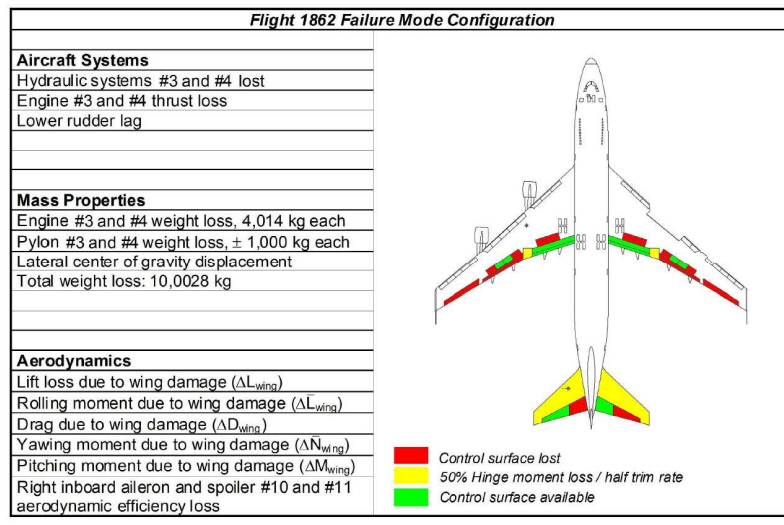 Flight 1862 Failure Mode Configuration
Aircraft Systems
Hydraulic systems #3 and #4 lost
Engine #3 and #4 thrust loss
Lower rudder lag
Mass Properties
Engine #3 and #4 weight loss, 4,014 kg each
Pylon #3 and #4 weight loss, ± 1,000 kg each
Lateral center of gravity displacement
Total weight loss: 10,0028 kg
Aerodynamics
Lift loss due to wing damage (ΔLwing)
Rolling moment due to wing damage (ΔL̅wing)
Drag due to wing damage (ΔDwing)
Yawing moment due to wing damage (ΔN̅wing)
Pitching moment due to wing damage (ΔMwing)
Right inboard aileron and spoiler #10 and #11
aerodynamic efficiency loss
Control surface lost
50% Hinge moment loss / half trim rate
Control surface available